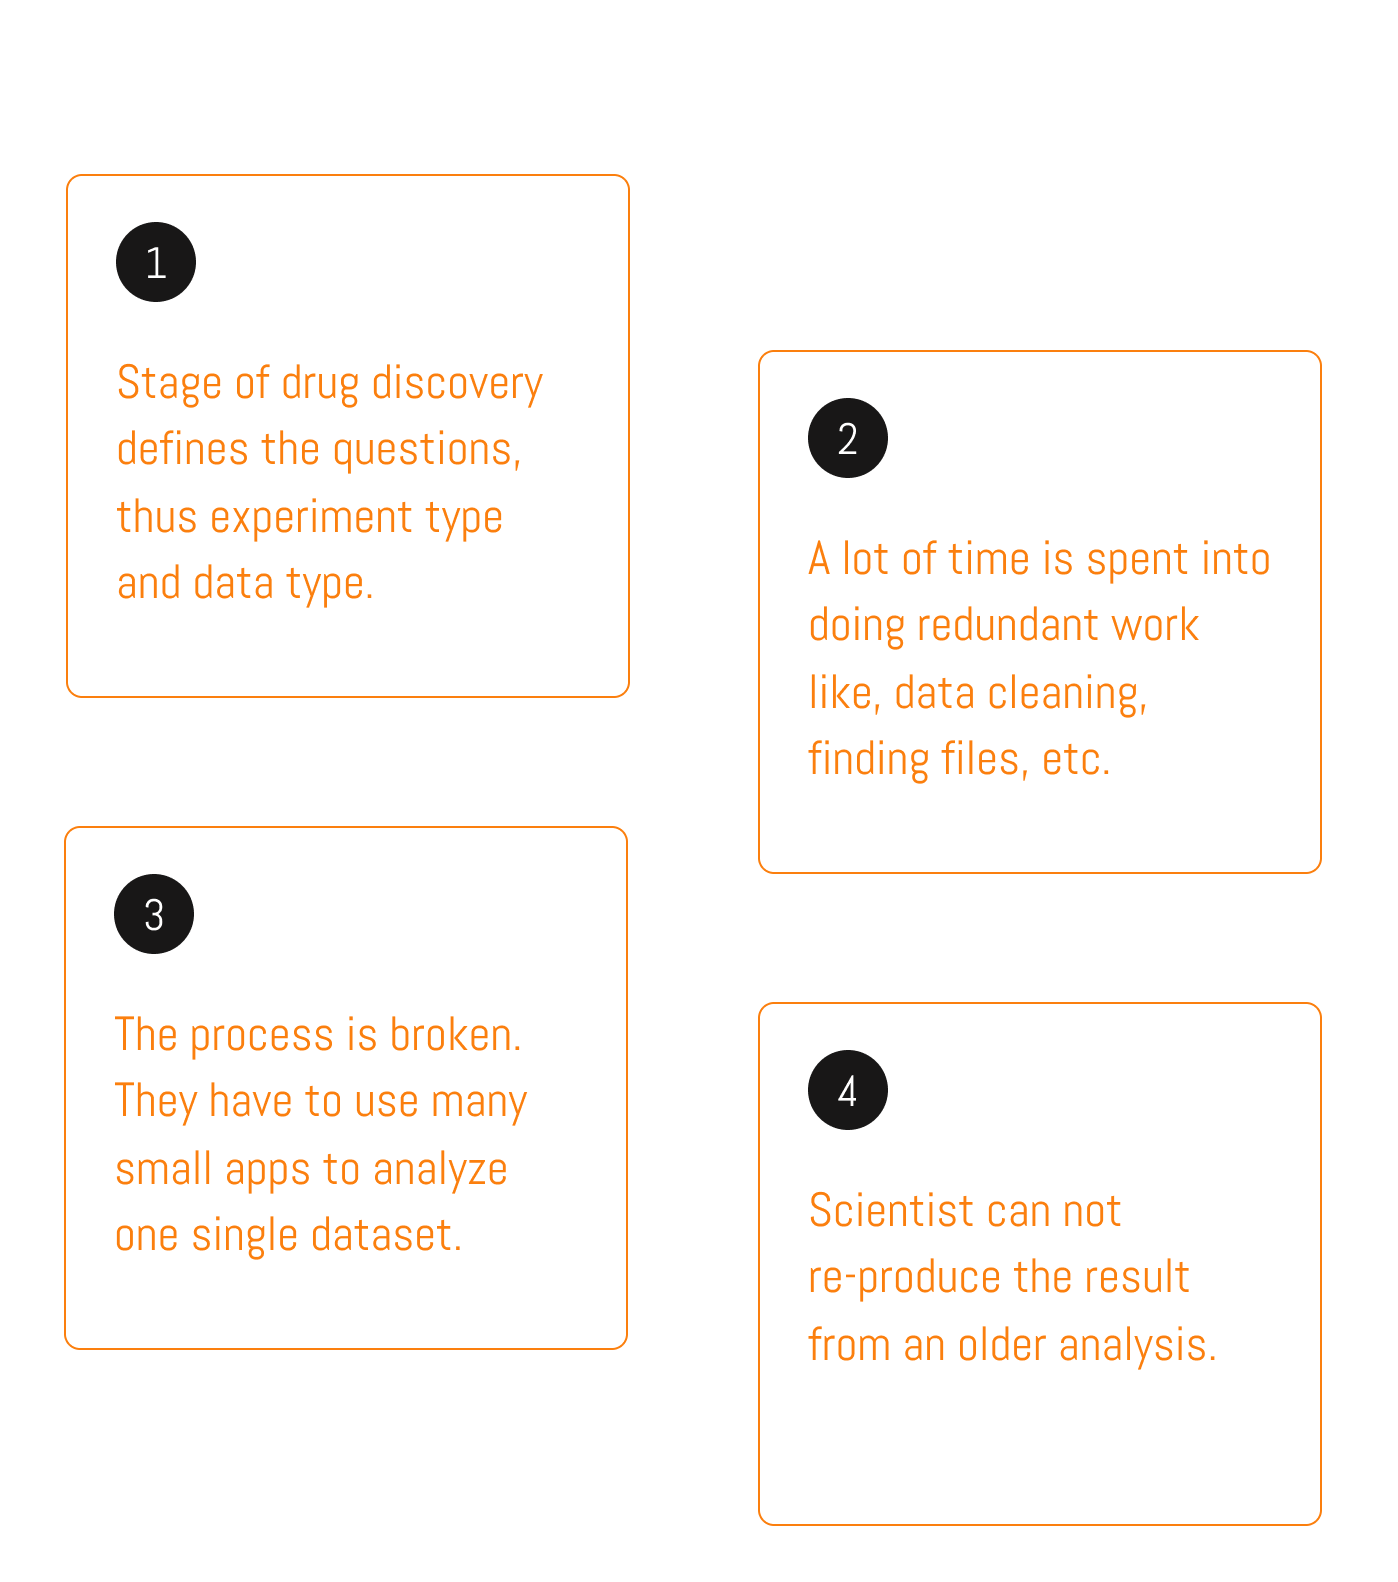 1
Stage of drug discovery
defines the questions,
thus experiment type
and data type.
2
A lot of time is spent into
doing redundant work
like, data cleaning,
finding files, etc.
3
The process is broken.
They have to use many
small apps to analyze
one single dataset.
4
Scientist can not
re-produce the result
from an older analysis.